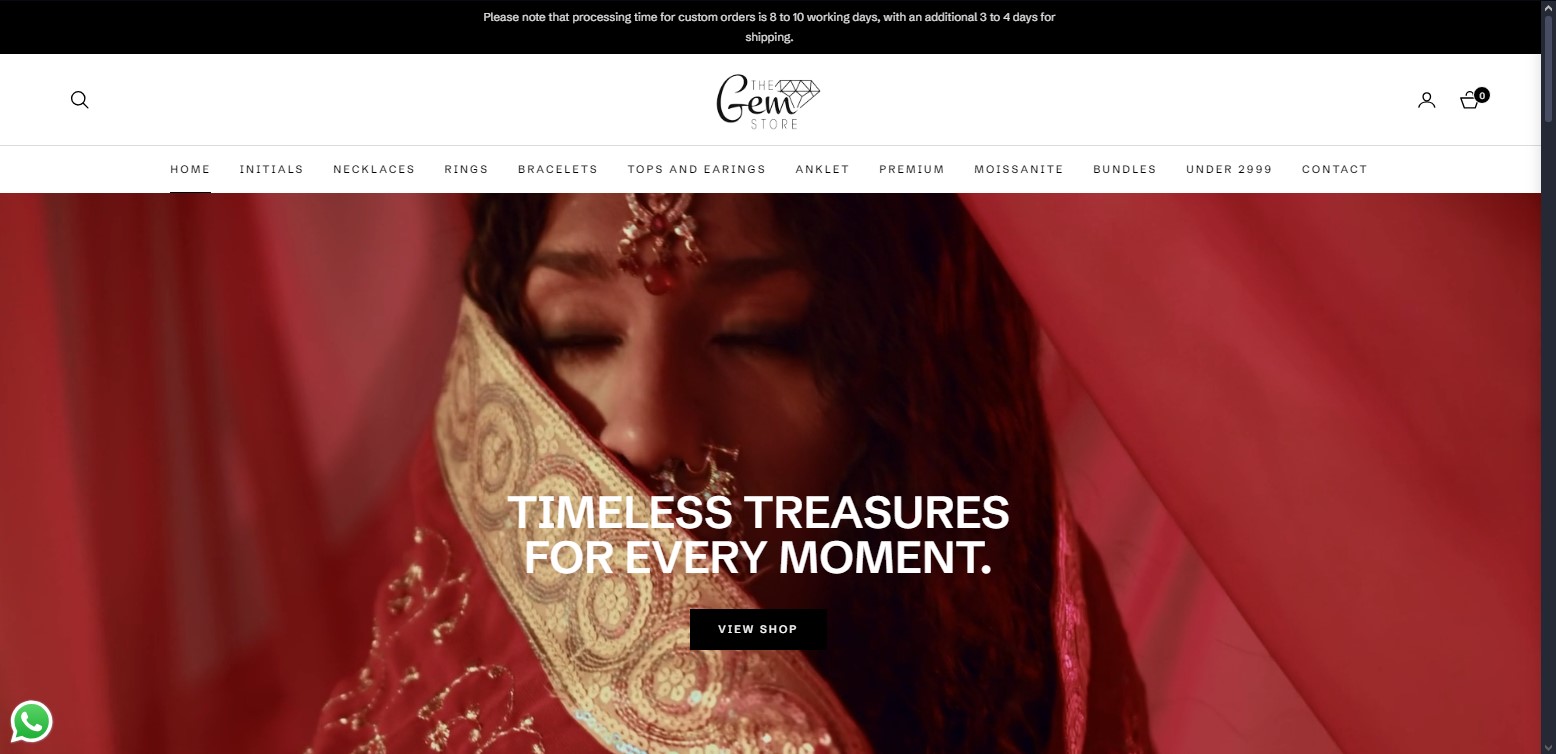 Please note that processing time for custom orders is 8 to 10 working days, with an additional 3 to 4 days for
shipping.
THE
Gem
STORE
0
HOME INITIALS NECKLACES RINGS BRACELETS TOPS AND EARINGS ANKLET PREMIUM MOISSANITE BUNDLES UNDER 2999 CONTACT
TIMELESS TREASURES
FOR EVERY MOMENT.
VIEW SHOP